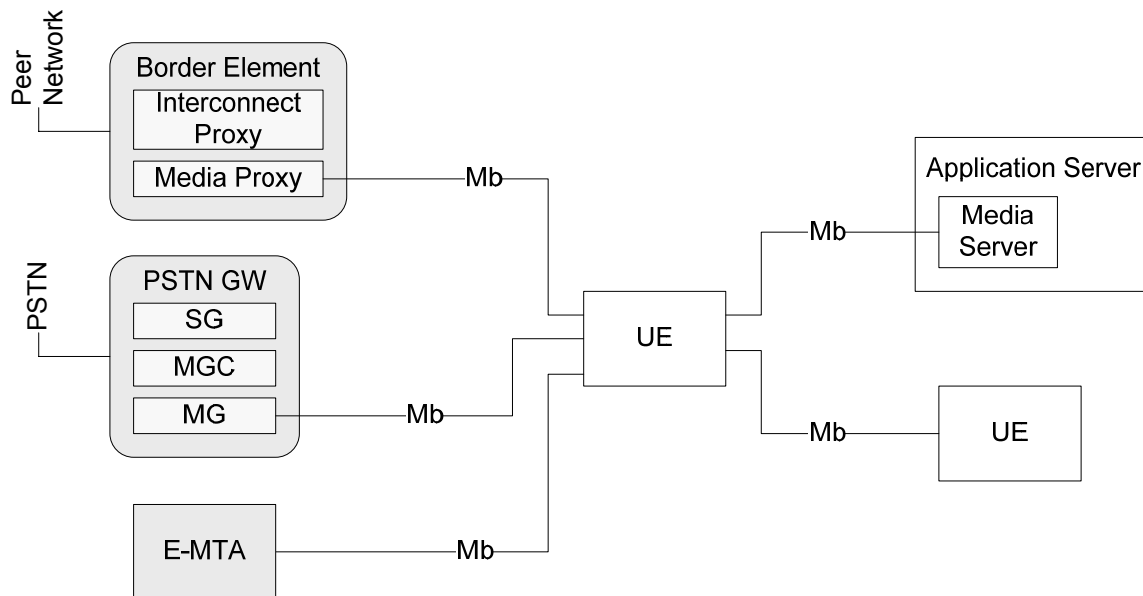 Peer
Network
Border Element
Interconnect
Proxy
Media Proxy
Mb
Application Server
Media
Server
Mb
PSTN
PSTN GW
SG
MGC
MG
Mb
UE
Mb
UE
E-MTA
Mb